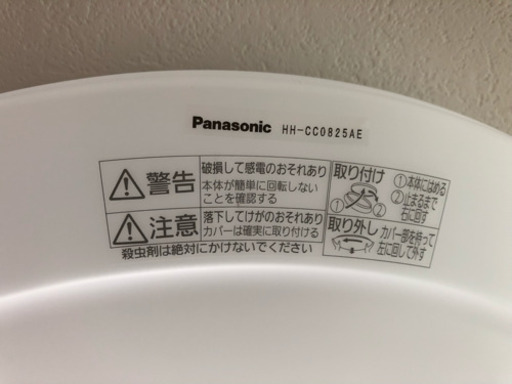 Panasonic HH-CC0825AE
警告
破損して感電のおそれあり
本体が簡単に回転しない
ことを確認する
注意
落下してけがのおそれあり
カバーは確実に取り付ける
殺虫剤は絶対にかけないでください
取り付け
①本体にはめる
②止まるまで
右に回す
① ②
取り外し
カバー部を持って
左に回して外す